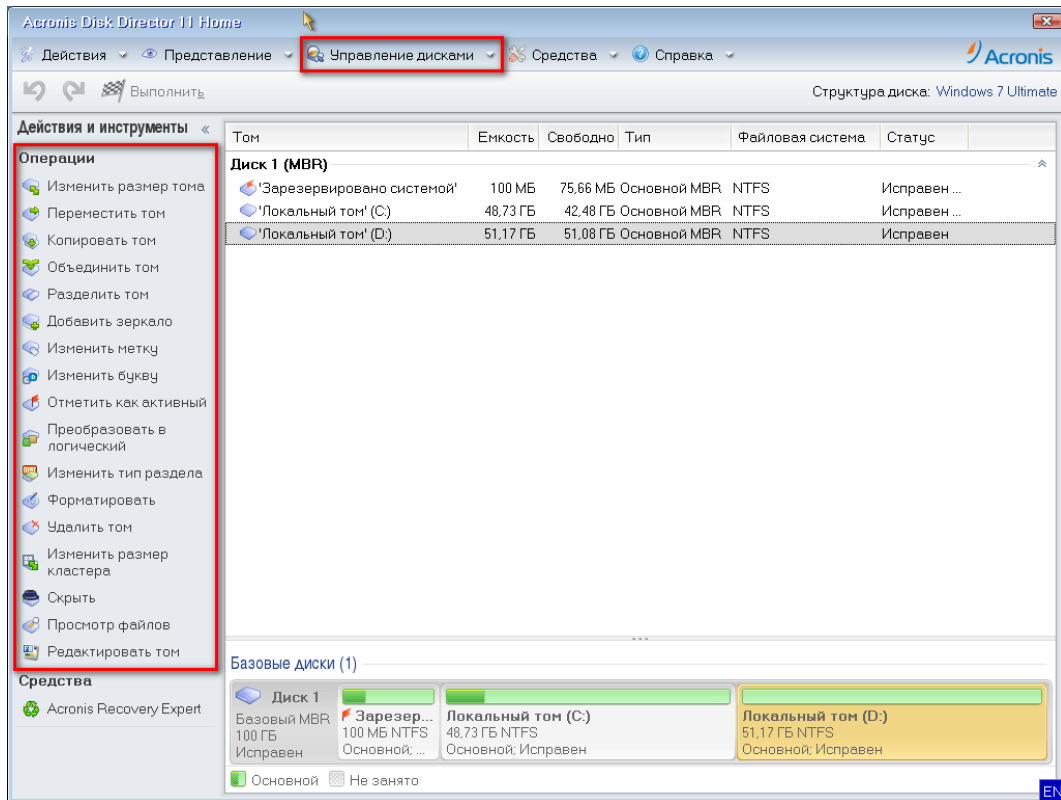 Acronis Disk Director 11 Home
Действия Представление Управление дисками Средства Справка Acronis
Выполнить Структура диска: Windows 7 Ultimate
Действия и инструменты «
Операции
Изменить размер тома
Переместить том
Копировать том
Объединить том
Разделить том
Добавить зеркало
Изменить метку
Изменить букву
Отметить как активный
Преобразовать в
логический
Изменить тип раздела
Форматировать
Удалить том
Изменить размер
кластера
Скрыть
Просмотр файлов
Редактировать том
Средства
Acronis Recovery Expert
Том Емкость Свободно Тип Файловая система Статус
Диск 1 (MBR)
'Зарезервировано системой' 100 МБ 75,66 МБ Основной MBR NTFS Исправен ...
'Локальный том' (C:) 48,73 ГБ 42,48 ГБ Основной MBR NTFS Исправен ...
'Локальный том' (D:) 51,17 ГБ 51,08 ГБ Основной MBR NTFS Исправен
Базовые диски (1)
Диск 1
Базовый MBR
100 ГБ
Исправен
Зарезер...
100 МБ NTFS
Основной; ...
Локальный том (C:)
48,73 ГБ NTFS
Основной; Исправен
Локальный том (D:)
51,17 ГБ NTFS
Основной; Исправен
Основной Не занято
EN